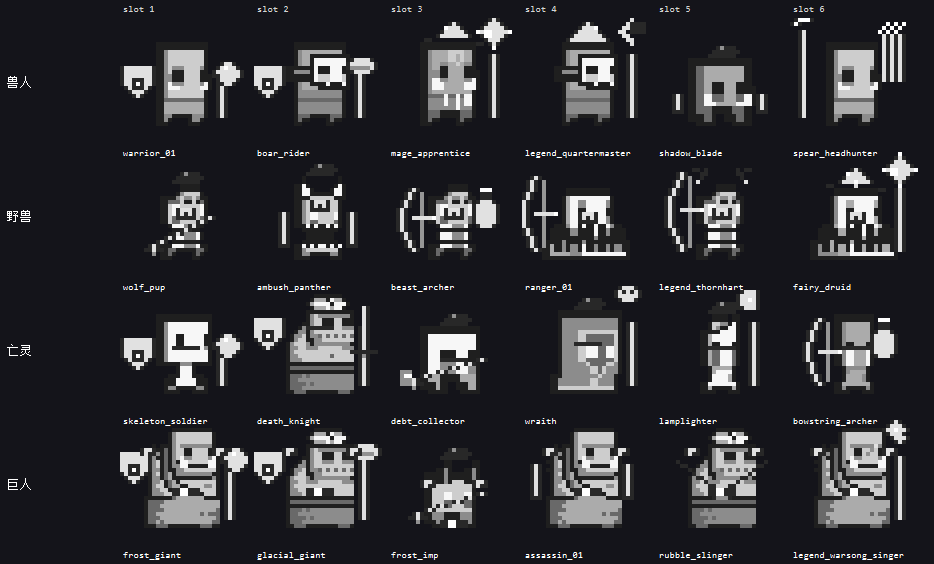 slot 1 slot 2 slot 3 slot 4 slot 5 slot 6
兽人
warrior_01 boar_rider mage_apprentice legend_quartermaster shadow_blade spear_headhunter
野兽
wolf_pup ambush_panther beast_archer ranger_01 legend_thornhart fairy_druid
亡灵
skeleton_soldier death_knight debt_collector wraith lamplighter bowstring_archer
巨人
frost_giant glacial_giant frost_imp assassin_01 rubble_slinger legend_warsong_singer